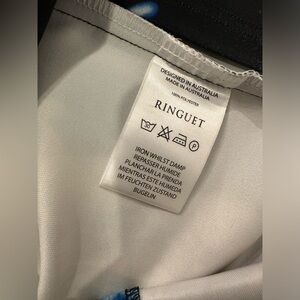 DESIGNED IN AUSTRALIA
MADE IN AUSTRALIA
100% POLYESTER
RINGUET
P
IRON WHILST DAMP
REPASSER HUMIDE
PLANCHAR LA PRENDA
MIENTRAS ESTE HUMEDA
IM FEUCHTEN ZUSTAND
BUGELIN